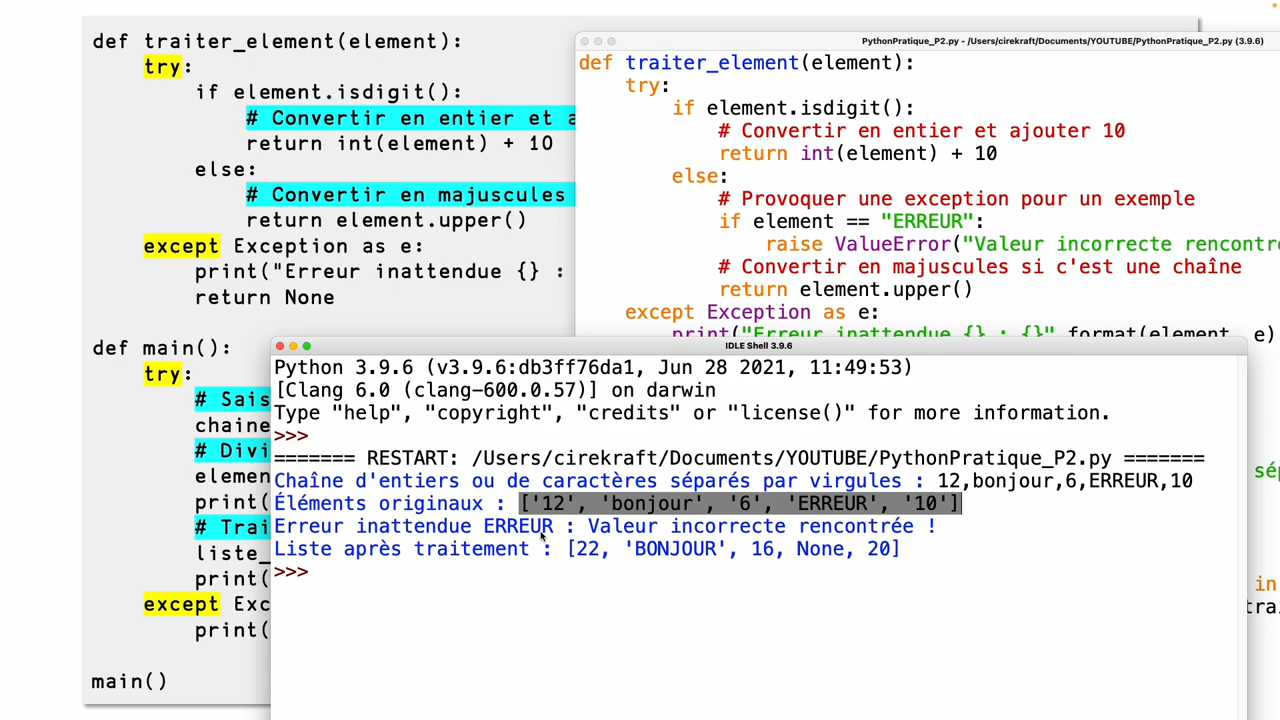 def traiter_element(element):
try:
if element.isdigit():
# Convertir en entier et a
return int(element) + 10
else:
# Convertir en majuscules
return element.upper()
except Exception as e:
print("Erreur inattendue {} :
return None
def main():
try:
# Sais
chaine
# Divi
elemen
print(
# Trai
liste_
print(
except Exc
print(
main()
PythonPratique_P2.py - /Users/cirekraft/Documents/YOUTUBE/PythonPratique_P2.py (3.9.6)
def traiter_element(element):
try:
if element.isdigit():
# Convertir en entier et ajouter 10
return int(element) + 10
else:
# Provoquer une exception pour un exemple
if element == "ERREUR":
raise ValueError("Valeur incorrecte rencontr
# Convertir en majuscules si c'est une chaîne
return element.upper()
except Exception as e:
print("Erreur inattendue {} : {}".format(element, e)
sép
in
trai
IDLE Shell 3.9.6
Python 3.9.6 (v3.9.6:db3ff76da1, Jun 28 2021, 11:49:53)
[Clang 6.0 (clang-600.0.57)] on darwin
Type "help", "copyright", "credits" or "license()" for more information.
>>>
======= RESTART: /Users/cirekraft/Documents/YOUTUBE/PythonPratique_P2.py =======
Chaîne d'entiers ou de caractères séparés par virgules : 12,bonjour,6,ERREUR,10
Éléments originaux : ['12', 'bonjour', '6', 'ERREUR', '10']
Erreur inattendue ERREUR : Valeur incorrecte rencontrée !
Liste après traitement : [22, 'BONJOUR', 16, None, 20]
>>>